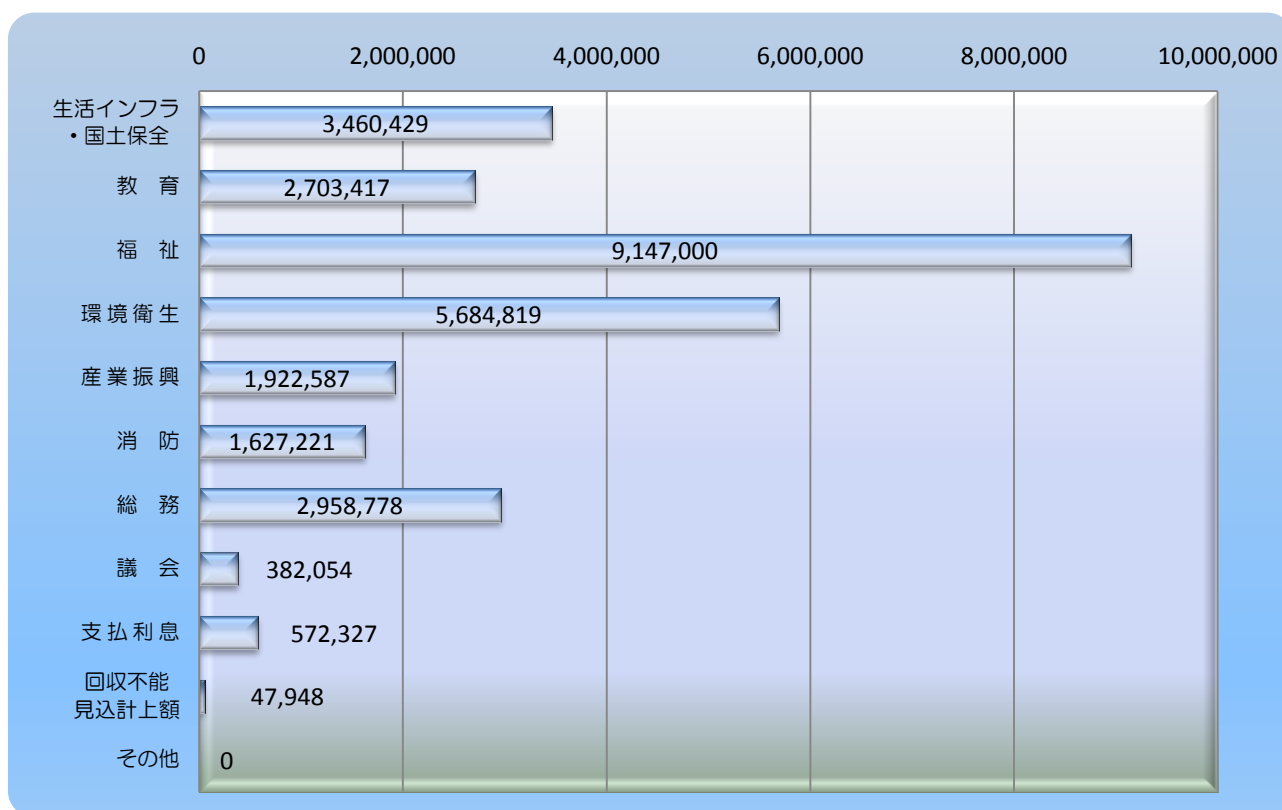 0 2,000,000 4,000,000 6,000,000 8,000,000 10,000,000
生活インフラ
・国土保全
3,460,429
教　育
2,703,417
福　祉
9,147,000
環境衛生
5,684,819
産業振興
1,922,587
消　防
1,627,221
総　務
2,958,778
議　会
382,054
支払利息
572,327
回収不能
見込計上額
47,948
その他
0